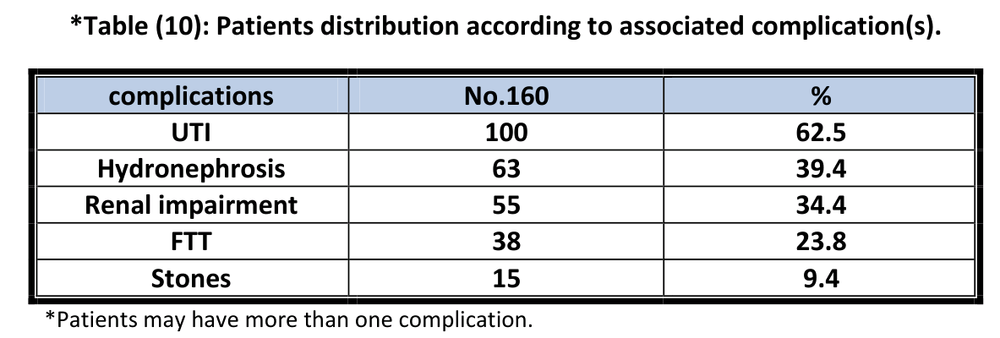 *Table (10): Patients distribution according to associated complication(s).
complications No.160 %
UTI 100 62.5
Hydronephrosis 63 39.4
Renal impairment 55 34.4
FTT 38 23.8
Stones 15 9.4
*Patients may have more than one complication.